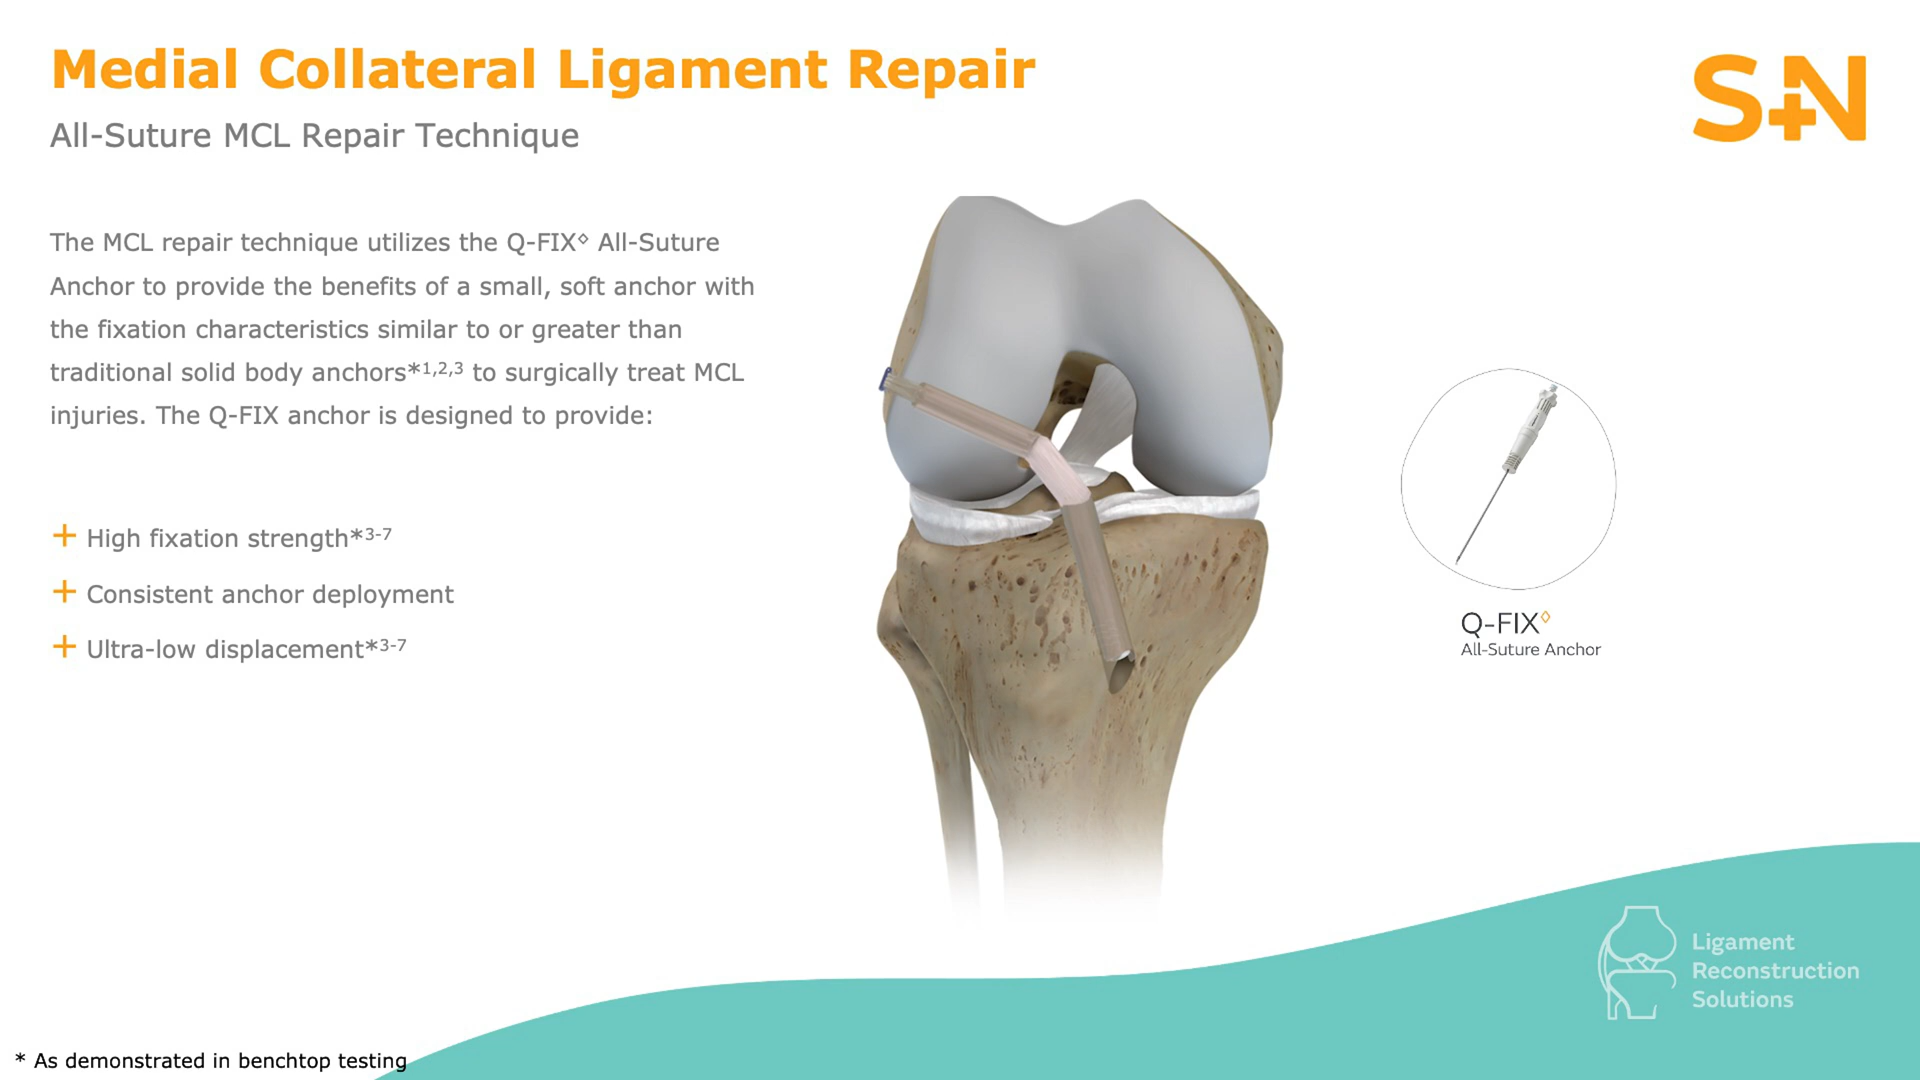 Medial Collateral Ligament Repair
All-Suture MCL Repair Technique
S+N
The MCL repair technique utilizes the Q-FIX◊ All-Suture
Anchor to provide the benefits of a small, soft anchor with
the fixation characteristics similar to or greater than
traditional solid body anchors*1,2,3 to surgically treat MCL
injuries. The Q-FIX anchor is designed to provide:
+ High fixation strength*3-7
+ Consistent anchor deployment
+ Ultra-low displacement*3-7
Q-FIX◊
All-Suture Anchor
Ligament
Reconstruction
Solutions
* As demonstrated in benchtop testing